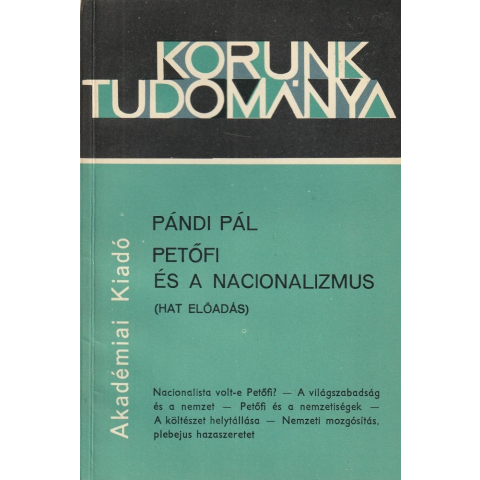 KORUNK
TUDOMÁNYA
PÁNDI PÁL
PETŐFI
ÉS A NACIONALIZMUS
(HAT ELŐADÁS)
Akadémiai Kiadó
Nacionalista volt-e Petőfi? — A világszabadság
és a nemzet — Petőfi és a nemzetiségek —
A költészet helytállása — Nemzeti mozgósítás,
plebejus hazaszeretet